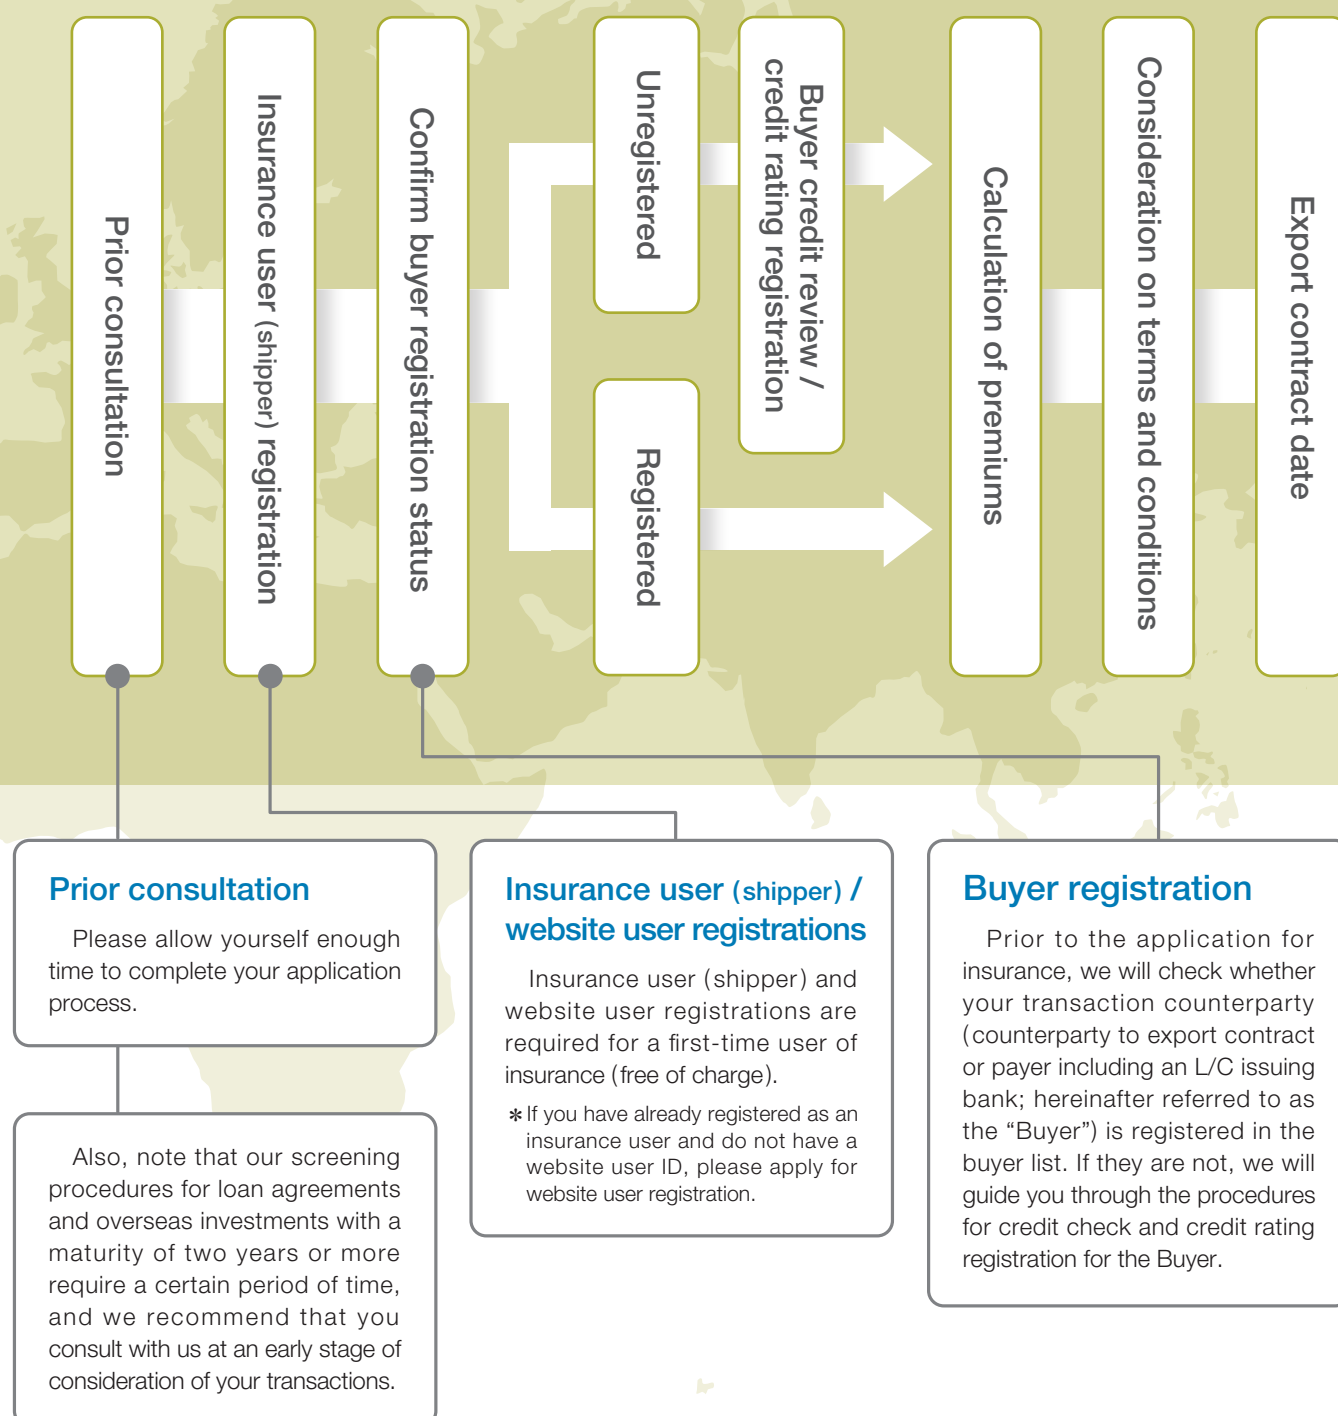 Prior consultation
Insurance user (shipper) registration
Confirm buyer registration status
Unregistered
Registered
Buyer credit review /
credit rating registration
Calculation of premiums
Consideration on terms and conditions
Export contract date
Prior consultation
Please allow yourself enough
time to complete your application
process.
Also, note that our screening
procedures for loan agreements
and overseas investments with a
maturity of two years or more
require a certain period of time,
and we recommend that you
consult with us at an early stage of
consideration of your transactions.
Insurance user (shipper) /
website user registrations
Insurance user (shipper) and
website user registrations are
required for a first-time user of
insurance (free of charge).
✻ If you have already registered as an
insurance user and do not have a
website user ID, please apply for
website user registration.
Buyer registration
Prior to the application for
insurance, we will check whether
your transaction counterparty
(counterparty to export contract
or payer including an L/C issuing
bank; hereinafter referred to as
the “Buyer”) is registered in the
buyer list. If they are not, we will
guide you through the procedures
for credit check and credit rating
registration for the Buyer.